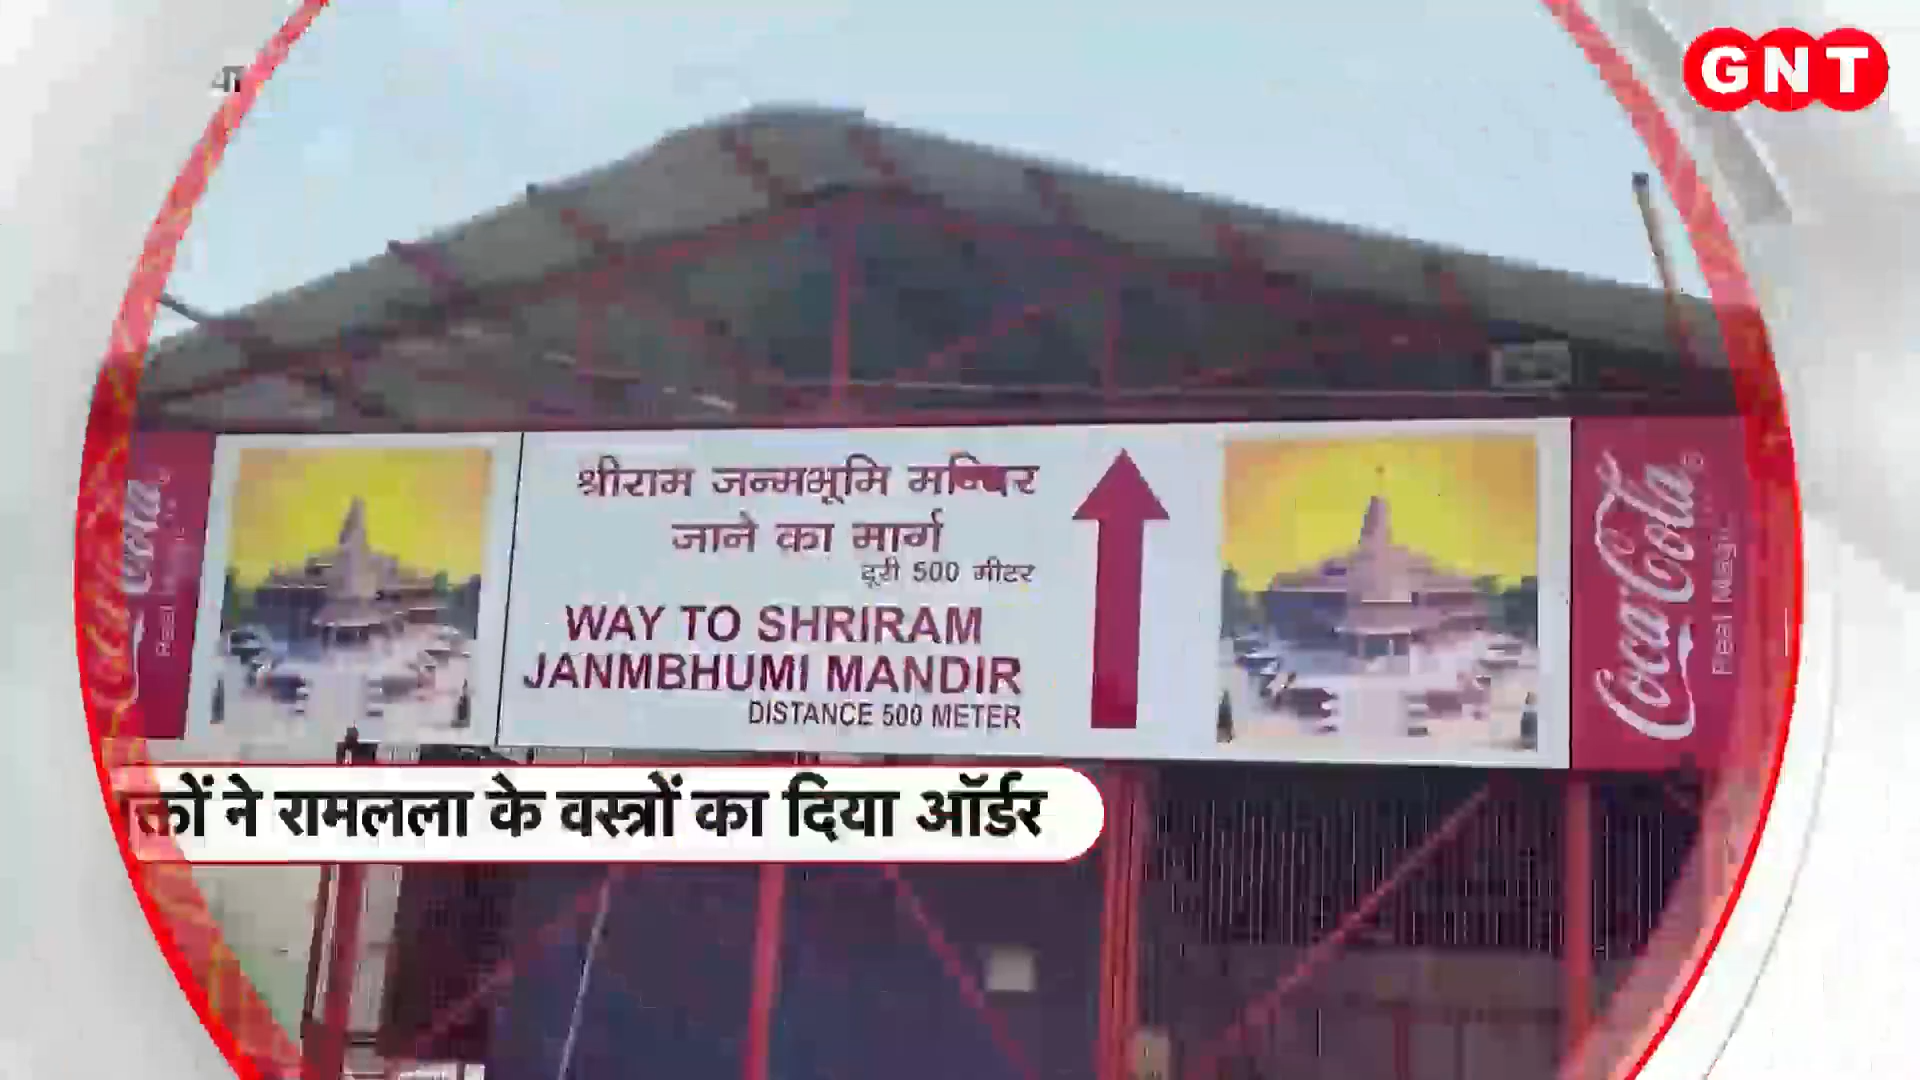 GNT
श्रीराम जन्मभूमि मन्दिर
जाने का मार्ग
दूरी 500 मीटर
WAY TO SHRIRAM
JANMBHUMI MANDIR
DISTANCE 500 METER
Coca-Cola
Real Magic
Coca-Cola
Real Magic
ने रामलला के वस्त्रों का दिया ऑर्डर